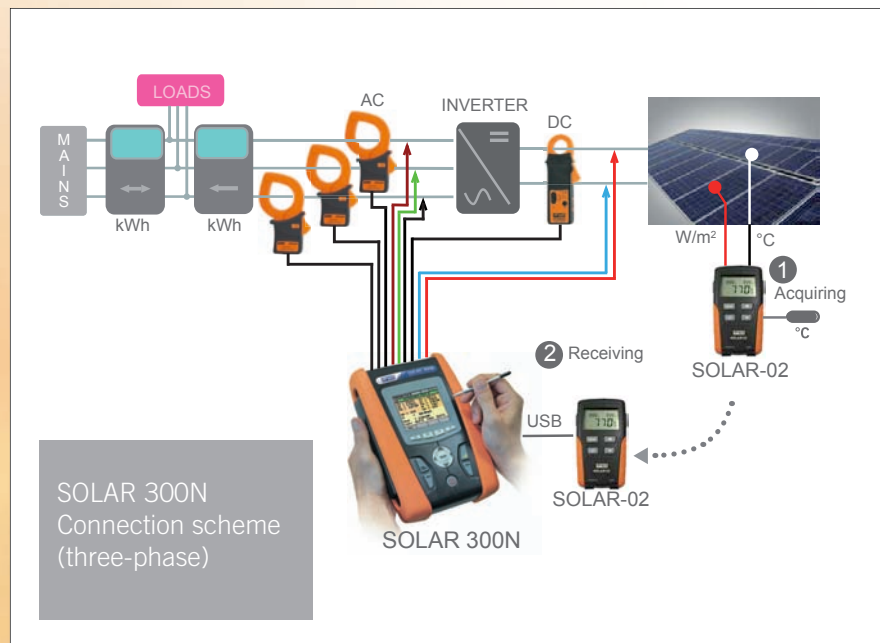 LOADS
AC
INVERTER
DC
MAINS
kWh
kWh
W/m²
°C
1
Acquiring
°C
SOLAR-02
2 Receiving
USB
SOLAR-02
SOLAR 300N
SOLAR 300N
Connection scheme
(three-phase)